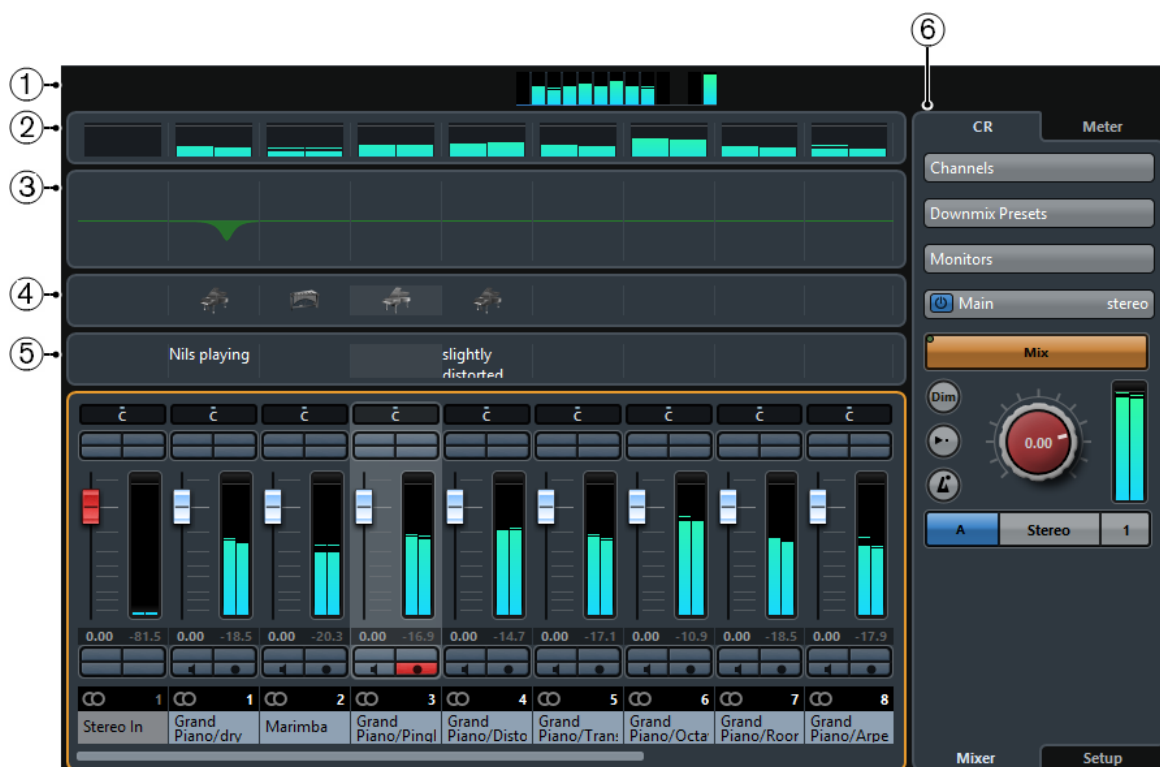 6
1
2
CR Meter
Channels
3
Downmix Presets
Monitors
4
Main stereo
5
Nils playing
slightly
distorted
Mix
C C C C C C C C C
Dim
0.00
A Stereo 1
0.00 -81.5 0.00 -18.5 0.00 -20.3 0.00 -16.9 0.00 -14.7 0.00 -17.1 0.00 -10.9 0.00 -18.5 0.00 -17.9
1 1 2 3 4 5 6 7 8
Stereo In
Grand
Piano/dry
Marimba
Grand
Piano/Pingl
Grand
Piano/Disto
Grand
Piano/Trans
Grand
Piano/Octa
Grand
Piano/Roor
Grand
Piano/Arpe
Mixer Setup